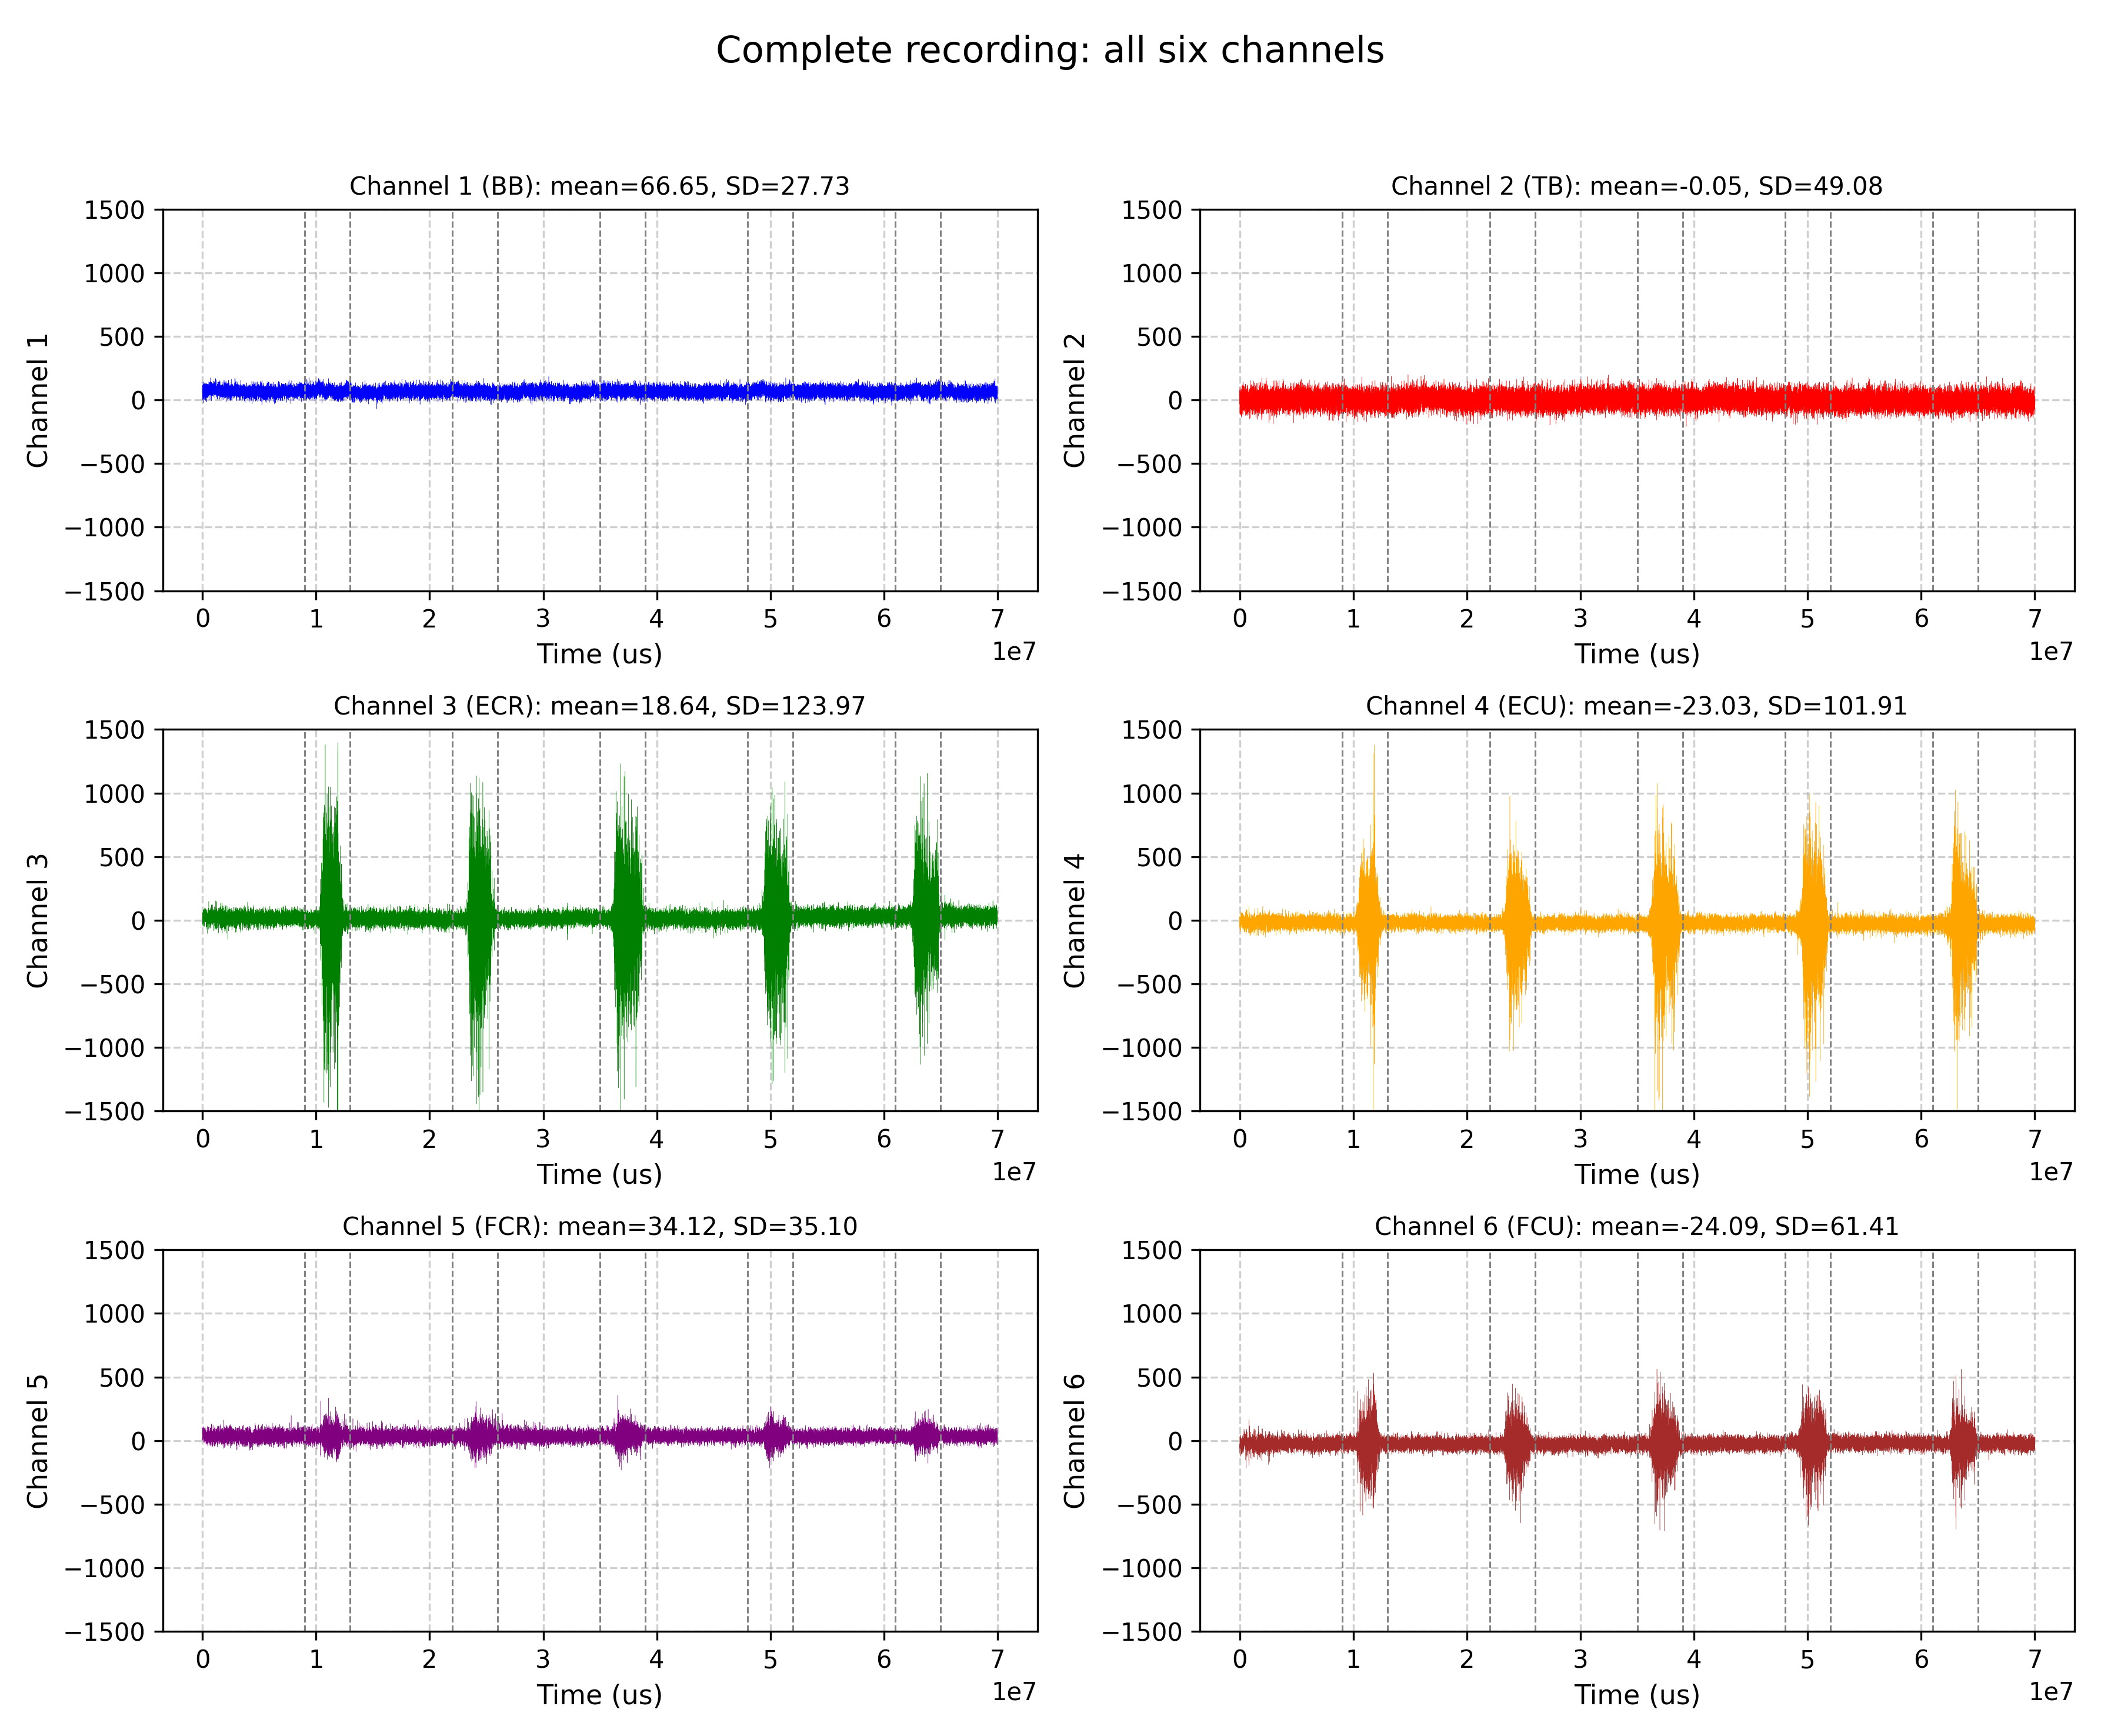 Complete recording: all six channels
Channel 1 (BB): mean=66.65, SD=27.73
1500
1000
500
0
−500
−1000
−1500
Channel 1
0 1 2 3 4 5 6 7
1e7
Time (us)
Channel 2 (TB): mean=-0.05, SD=49.08
1500
1000
500
0
−500
−1000
−1500
Channel 2
0 1 2 3 4 5 6 7
1e7
Time (us)
Channel 3 (ECR): mean=18.64, SD=123.97
1500
1000
500
0
−500
−1000
−1500
Channel 3
0 1 2 3 4 5 6 7
1e7
Time (us)
Channel 4 (ECU): mean=-23.03, SD=101.91
1500
1000
500
0
−500
−1000
−1500
Channel 4
0 1 2 3 4 5 6 7
1e7
Time (us)
Channel 5 (FCR): mean=34.12, SD=35.10
1500
1000
500
0
−500
−1000
−1500
Channel 5
0 1 2 3 4 5 6 7
1e7
Time (us)
Channel 6 (FCU): mean=-24.09, SD=61.41
1500
1000
500
0
−500
−1000
−1500
Channel 6
0 1 2 3 4 5 6 7
1e7
Time (us)